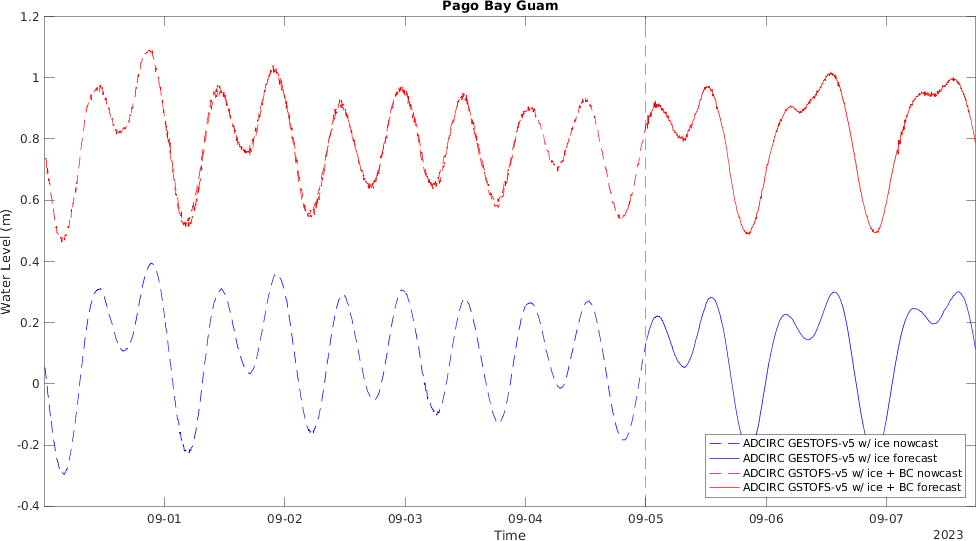 Pago Bay Guam
1.2
1
0.8
0.6
0.4
0.2
0
-0.2
-0.4
Water Level (m)
ADCIRC GESTOFS-v5 w/ ice nowcast
ADCIRC GESTOFS-v5 w/ ice forecast
ADCIRC GSTOFS-v5 w/ ice + BC nowcast
ADCIRC GSTOFS-v5 w/ ice + BC forecast
09-01 09-02 09-03 09-04 09-05 09-06 09-07
Time
2023